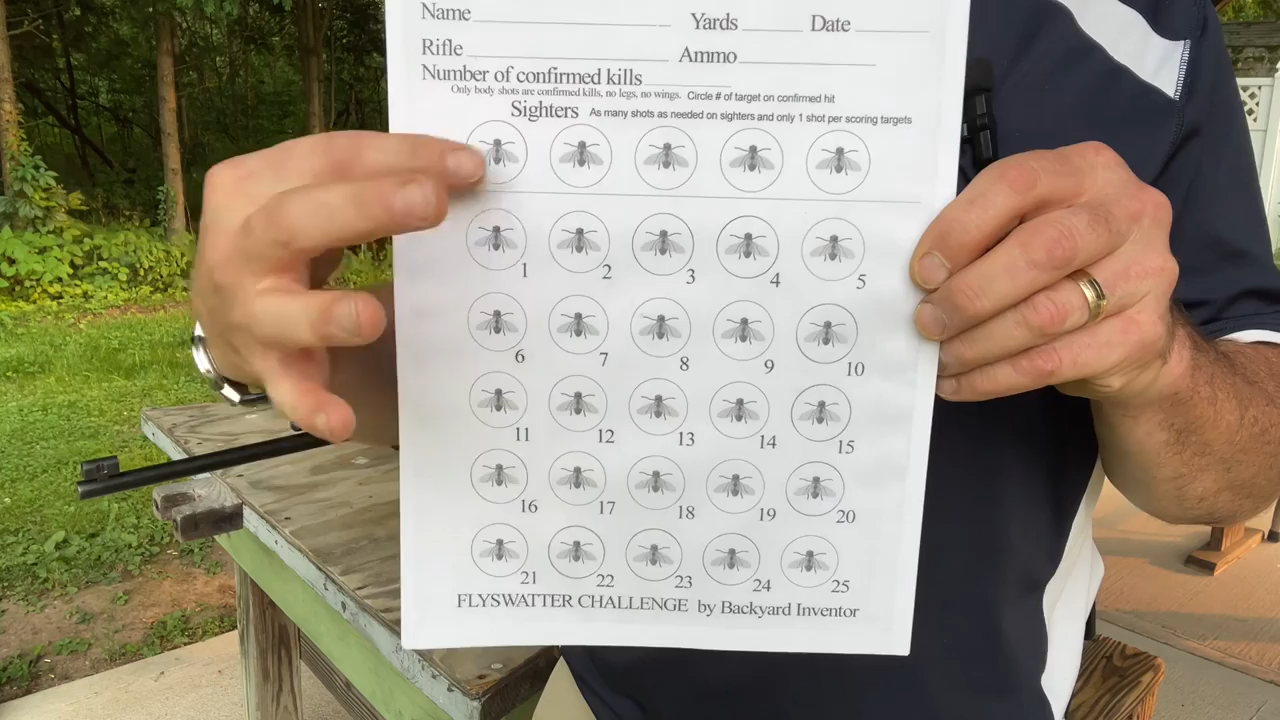 Name Yards Date
Rifle Ammo
Number of confirmed kills
Only body shots are confirmed kills, no legs, no wings. Circle # of target on confirmed hit
Sighters As many shots as needed on sighters and only 1 shot per scoring targets
1 2 3 4 5
6 7 8 9 10
11 12 13 14 15
16 17 18 19 20
21 22 23 24 25
FLYSWATTER CHALLENGE by Backyard Inventor